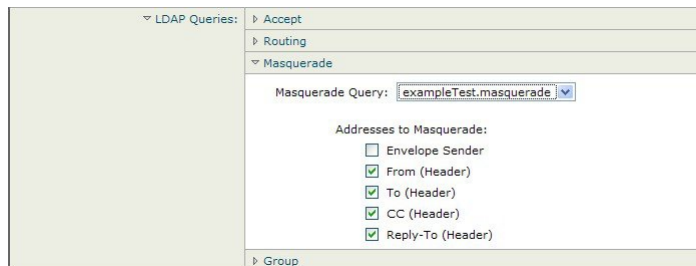 LDAP Queries:
Accept
Routing
Masquerade
Masquerade Query: exampleTest.masquerade
Addresses to Masquerade:
Envelope Sender
From (Header)
To (Header)
CC (Header)
Reply-To (Header)
Group